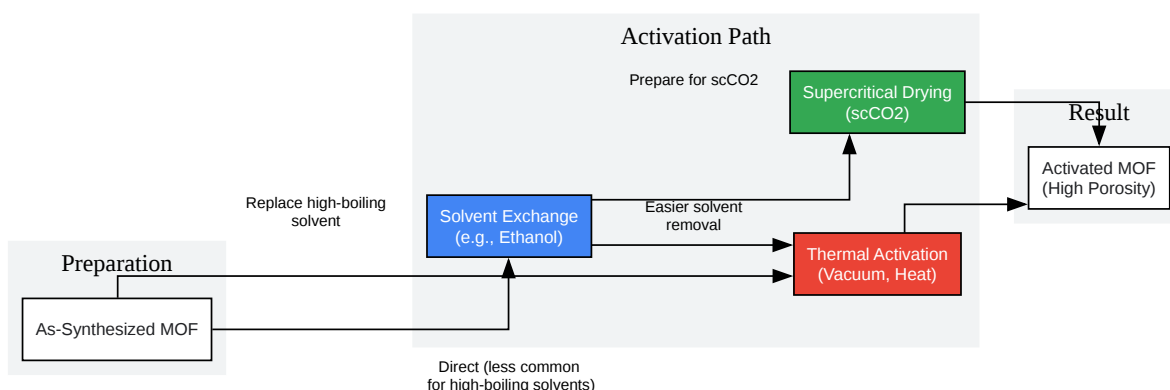 Activation Path
Prepare for scCO2
Supercritical Drying
(scCO2)
Result
Activated MOF
(High Porosity)
Replace high-boiling
solvent
Solvent Exchange
(e.g., Ethanol)
Easier solvent
removal
Thermal Activation
(Vacuum, Heat)
Preparation
As-Synthesized MOF
Direct (less common
for high-boiling solvents)